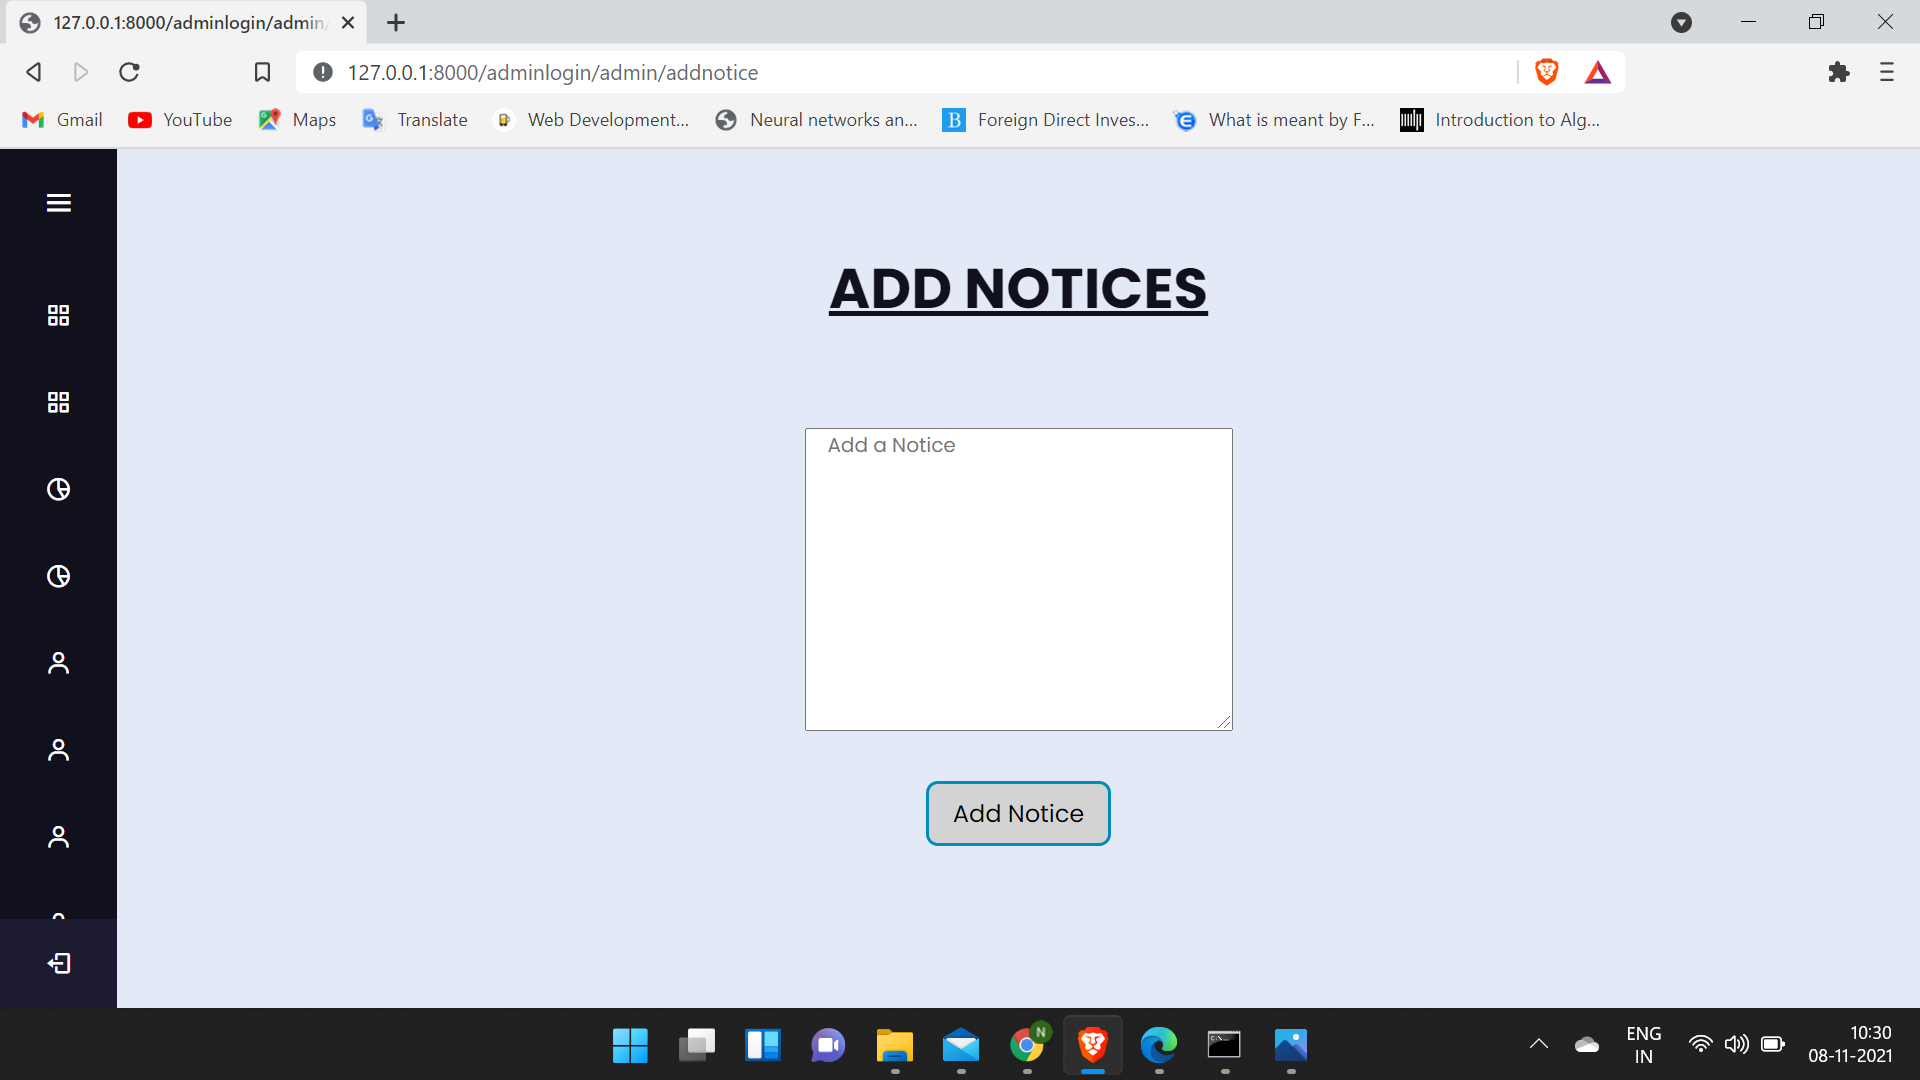 127.0.0.1:8000/adminlogin/admin/
127.0.0.1:8000/adminlogin/admin/addnotice
Gmail YouTube Maps Translate Web Development... Neural networks an... B Foreign Direct Inves... What is meant by F... Introduction to Alg...
ADD NOTICES
Add a Notice
Add Notice
N
ENG
IN
10:30
08-11-2021